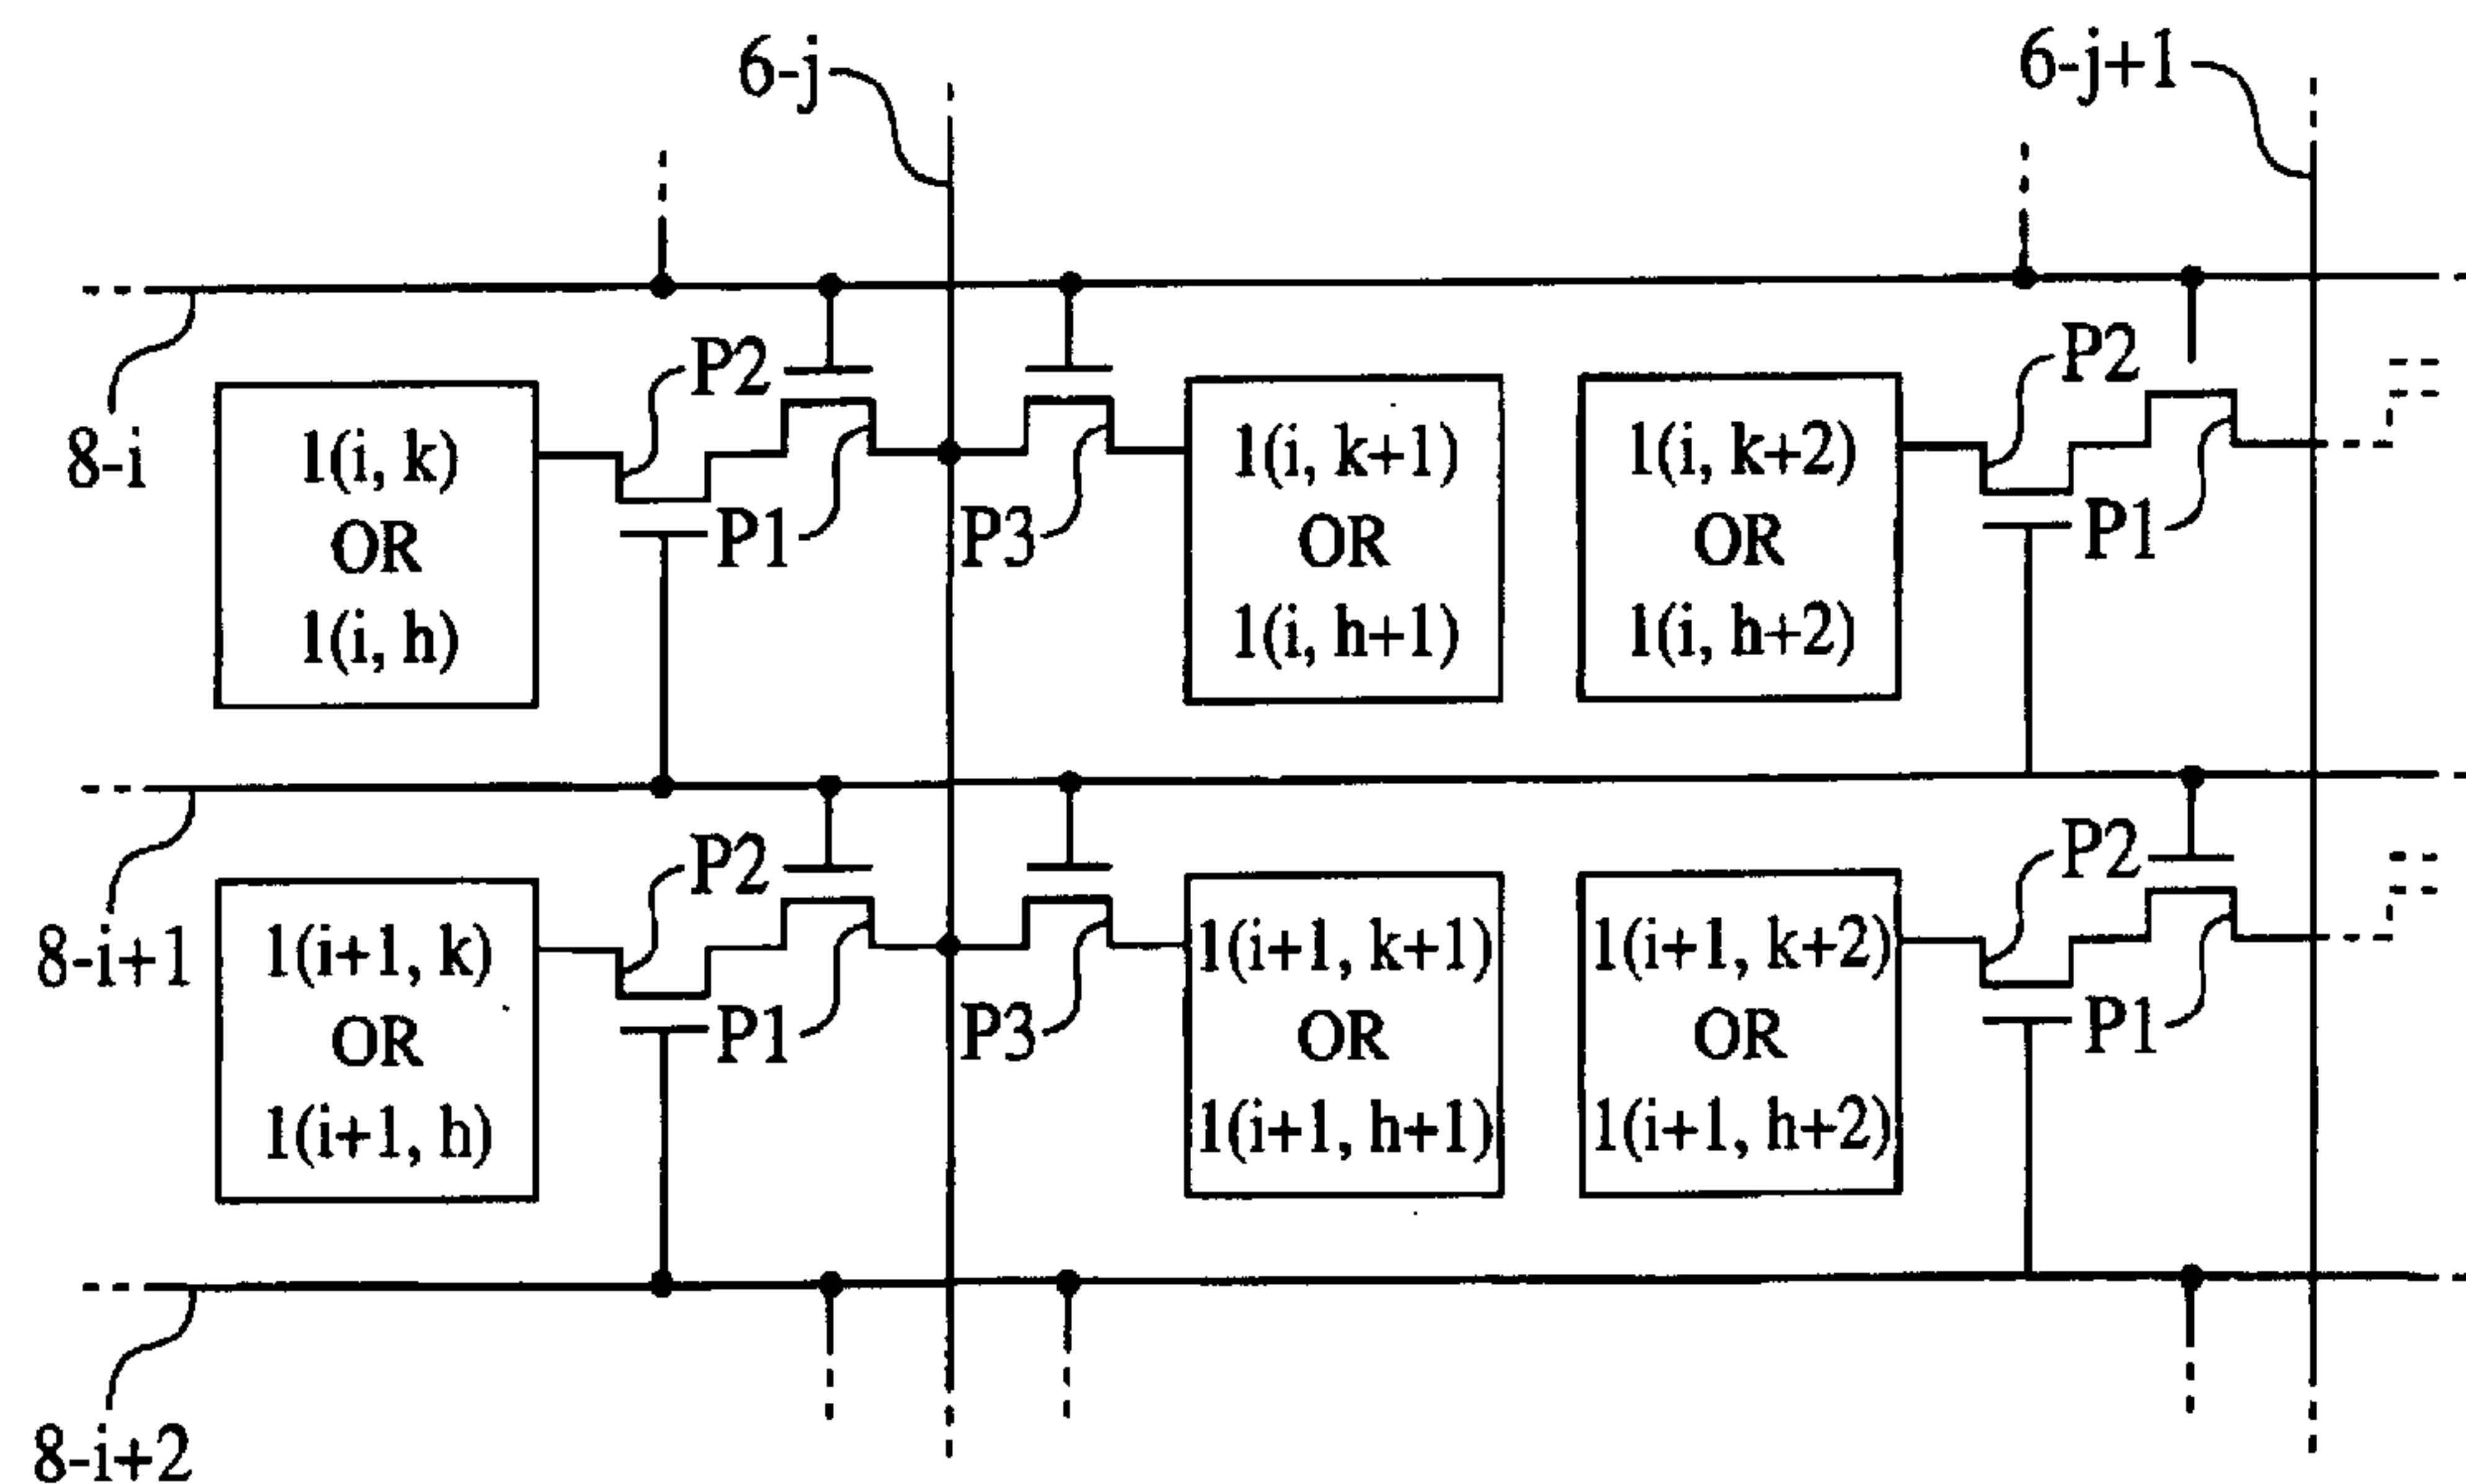 6-j
6-j+1
8-i
P2
P1
P3
P2
P1
1(i, k)
OR
1(i, h)
1(i, k+1)
OR
1(i, h+1)
1(i, k+2)
OR
1(i, h+2)
8-i+1
P2
P1
P3
P2
P1
1(i+1, k)
OR
1(i+1, h)
1(i+1, k+1)
OR
1(i+1, h+1)
1(i+1, k+2)
OR
1(i+1, h+2)
8-i+2